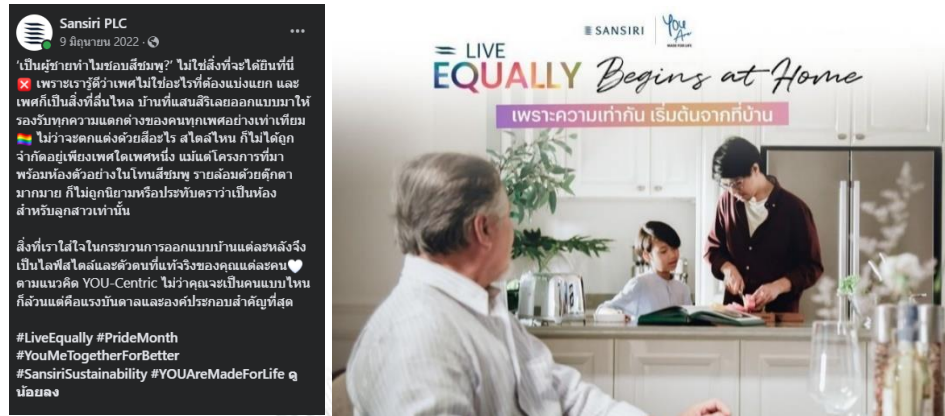 Sansiri PLC
9 มิถุนายน 2022
'เป็นผู้ชายทำไมชอบสีชมพู?' ไม่ใช่สิ่งที่จะได้ยินที่นี่
❌ เพราะเรารู้ดีว่าเพศไม่ใช่อะไรที่ต้องแบ่งแยก และ
เพศก็เป็นสิ่งที่ลื่นไหล บ้านที่แสนสิริเลยออกแบบมาให้
รองรับทุกความแตกต่างของคนทุกเพศอย่างเท่าเทียม
🏳️‍🌈 ไม่ว่าจะตกแต่งด้วยสีอะไร สไตล์ไหน ก็ไม่ได้ถูก
จำกัดอยู่เพียงเพศใดเพศหนึ่ง แม้แต่โครงการที่มา
พร้อมห้องตัวอย่างในโทนสีชมพู รายล้อมด้วยตุ๊กตา
มากมาย ก็ไม่ถูกนิยามหรือประทับตราว่าเป็นห้อง
สำหรับลูกสาวเท่านั้น
สิ่งที่เราใส่ใจในกระบวนการออกแบบบ้านแต่ละหลังจึง
เป็นไลฟ์สไตล์และตัวตนที่แท้จริงของคุณแต่ละคน🤍
ตามแนวคิด YOU-Centric ไม่ว่าคุณจะเป็นคนแบบไหน
ก็ล้วนแต่คือแรงบันดาลและองค์ประกอบสำคัญที่สุด
#LiveEqually #PrideMonth
#YouMeTogetherForBetter
#SansiriSustainability #YOUAreMadeForLife ดู
น้อยลง
SANSIRI
You Are
MADE FOR LIFE
LIVE
EQUALLY Begins at Home
เพราะความเท่ากัน เริ่มต้นจากที่บ้าน